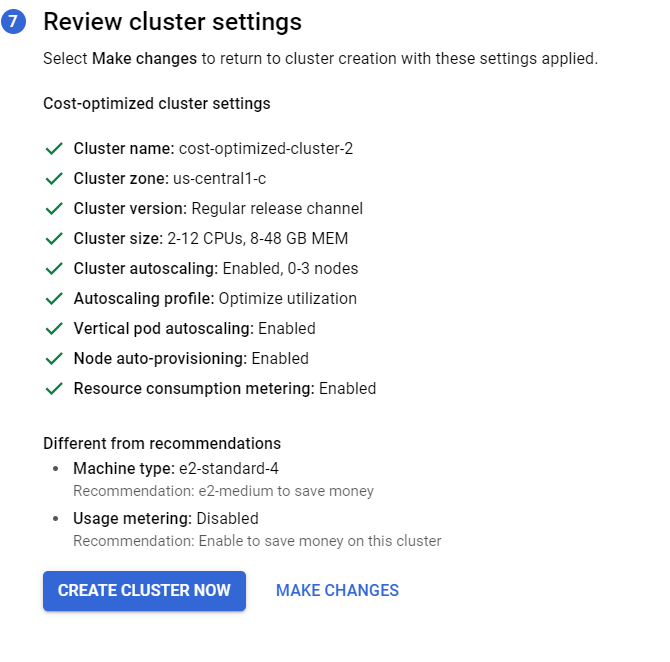 7 Review cluster settings
Select Make changes to return to cluster creation with these settings applied.
Cost-optimized cluster settings
Cluster name: cost-optimized-cluster-2
Cluster zone: us-central1-c
Cluster version: Regular release channel
Cluster size: 2-12 CPUs, 8-48 GB MEM
Cluster autoscaling: Enabled, 0-3 nodes
Autoscaling profile: Optimize utilization
Vertical pod autoscaling: Enabled
Node auto-provisioning: Enabled
Resource consumption metering: Enabled
Different from recommendations
Machine type: e2-standard-4
Recommendation: e2-medium to save money
Usage metering: Disabled
Recommendation: Enable to save money on this cluster
CREATE CLUSTER NOW MAKE CHANGES